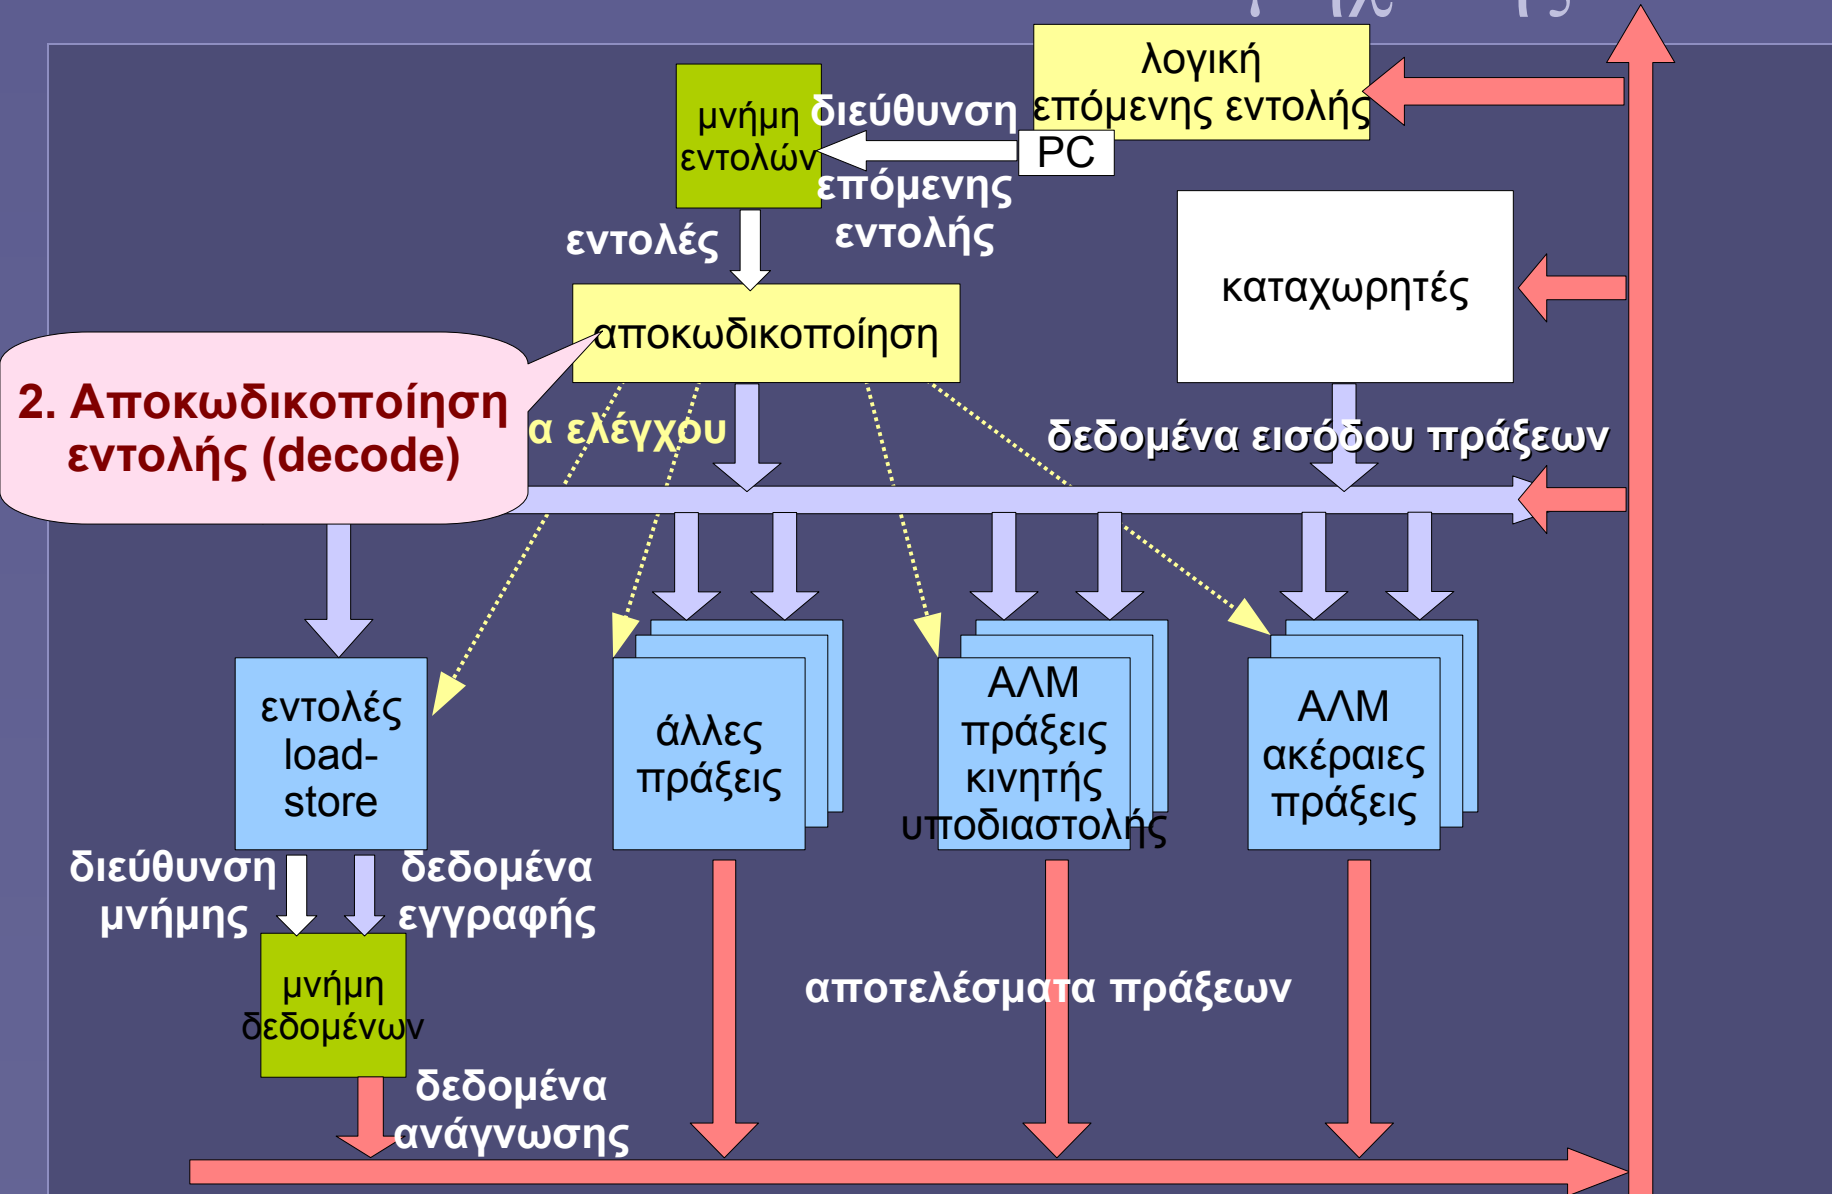 λογική
επόμενης εντολής
PC
μνήμη
εντολών
διεύθυνση
επόμενης
εντολής
εντολές
καταχωρητές
αποκωδικοποίηση
2. Αποκωδικοποίηση
εντολής (decode)
α ελέγχου
δεδομένα εισόδου πράξεων
εντολές
load-
store
άλλες
πράξεις
ΑΛΜ
πράξεις
κινητής
υποδιαστολής
ΑΛΜ
ακέραιες
πράξεις
διεύθυνση
μνήμης
δεδομένα
εγγραφής
μνήμη
δεδομένων
αποτελέσματα πράξεων
δεδομένα
ανάγνωσης